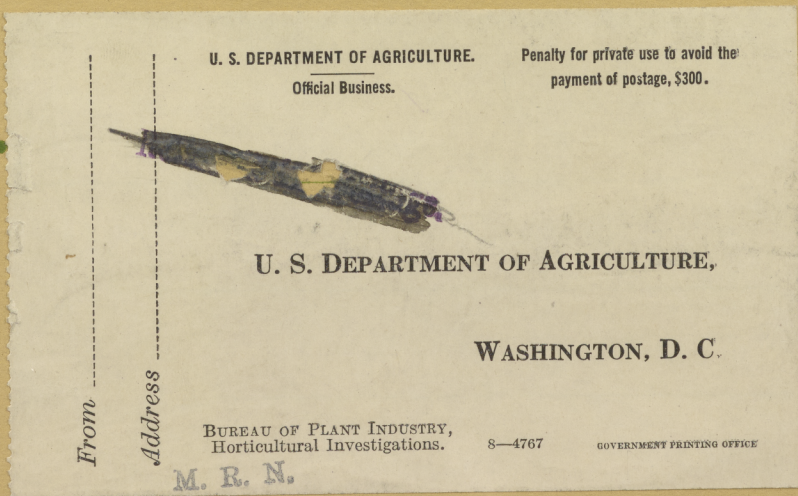 U. S. DEPARTMENT OF AGRICULTURE.
Official Business.
Penalty for private use to avoid the
payment of postage, $300.
U. S. DEPARTMENT OF AGRICULTURE,
WASHINGTON, D. C.
From
Address
BUREAU OF PLANT INDUSTRY,
Horticultural Investigations.
8—4767
GOVERNMENT PRINTING OFFICE
M. R. N.